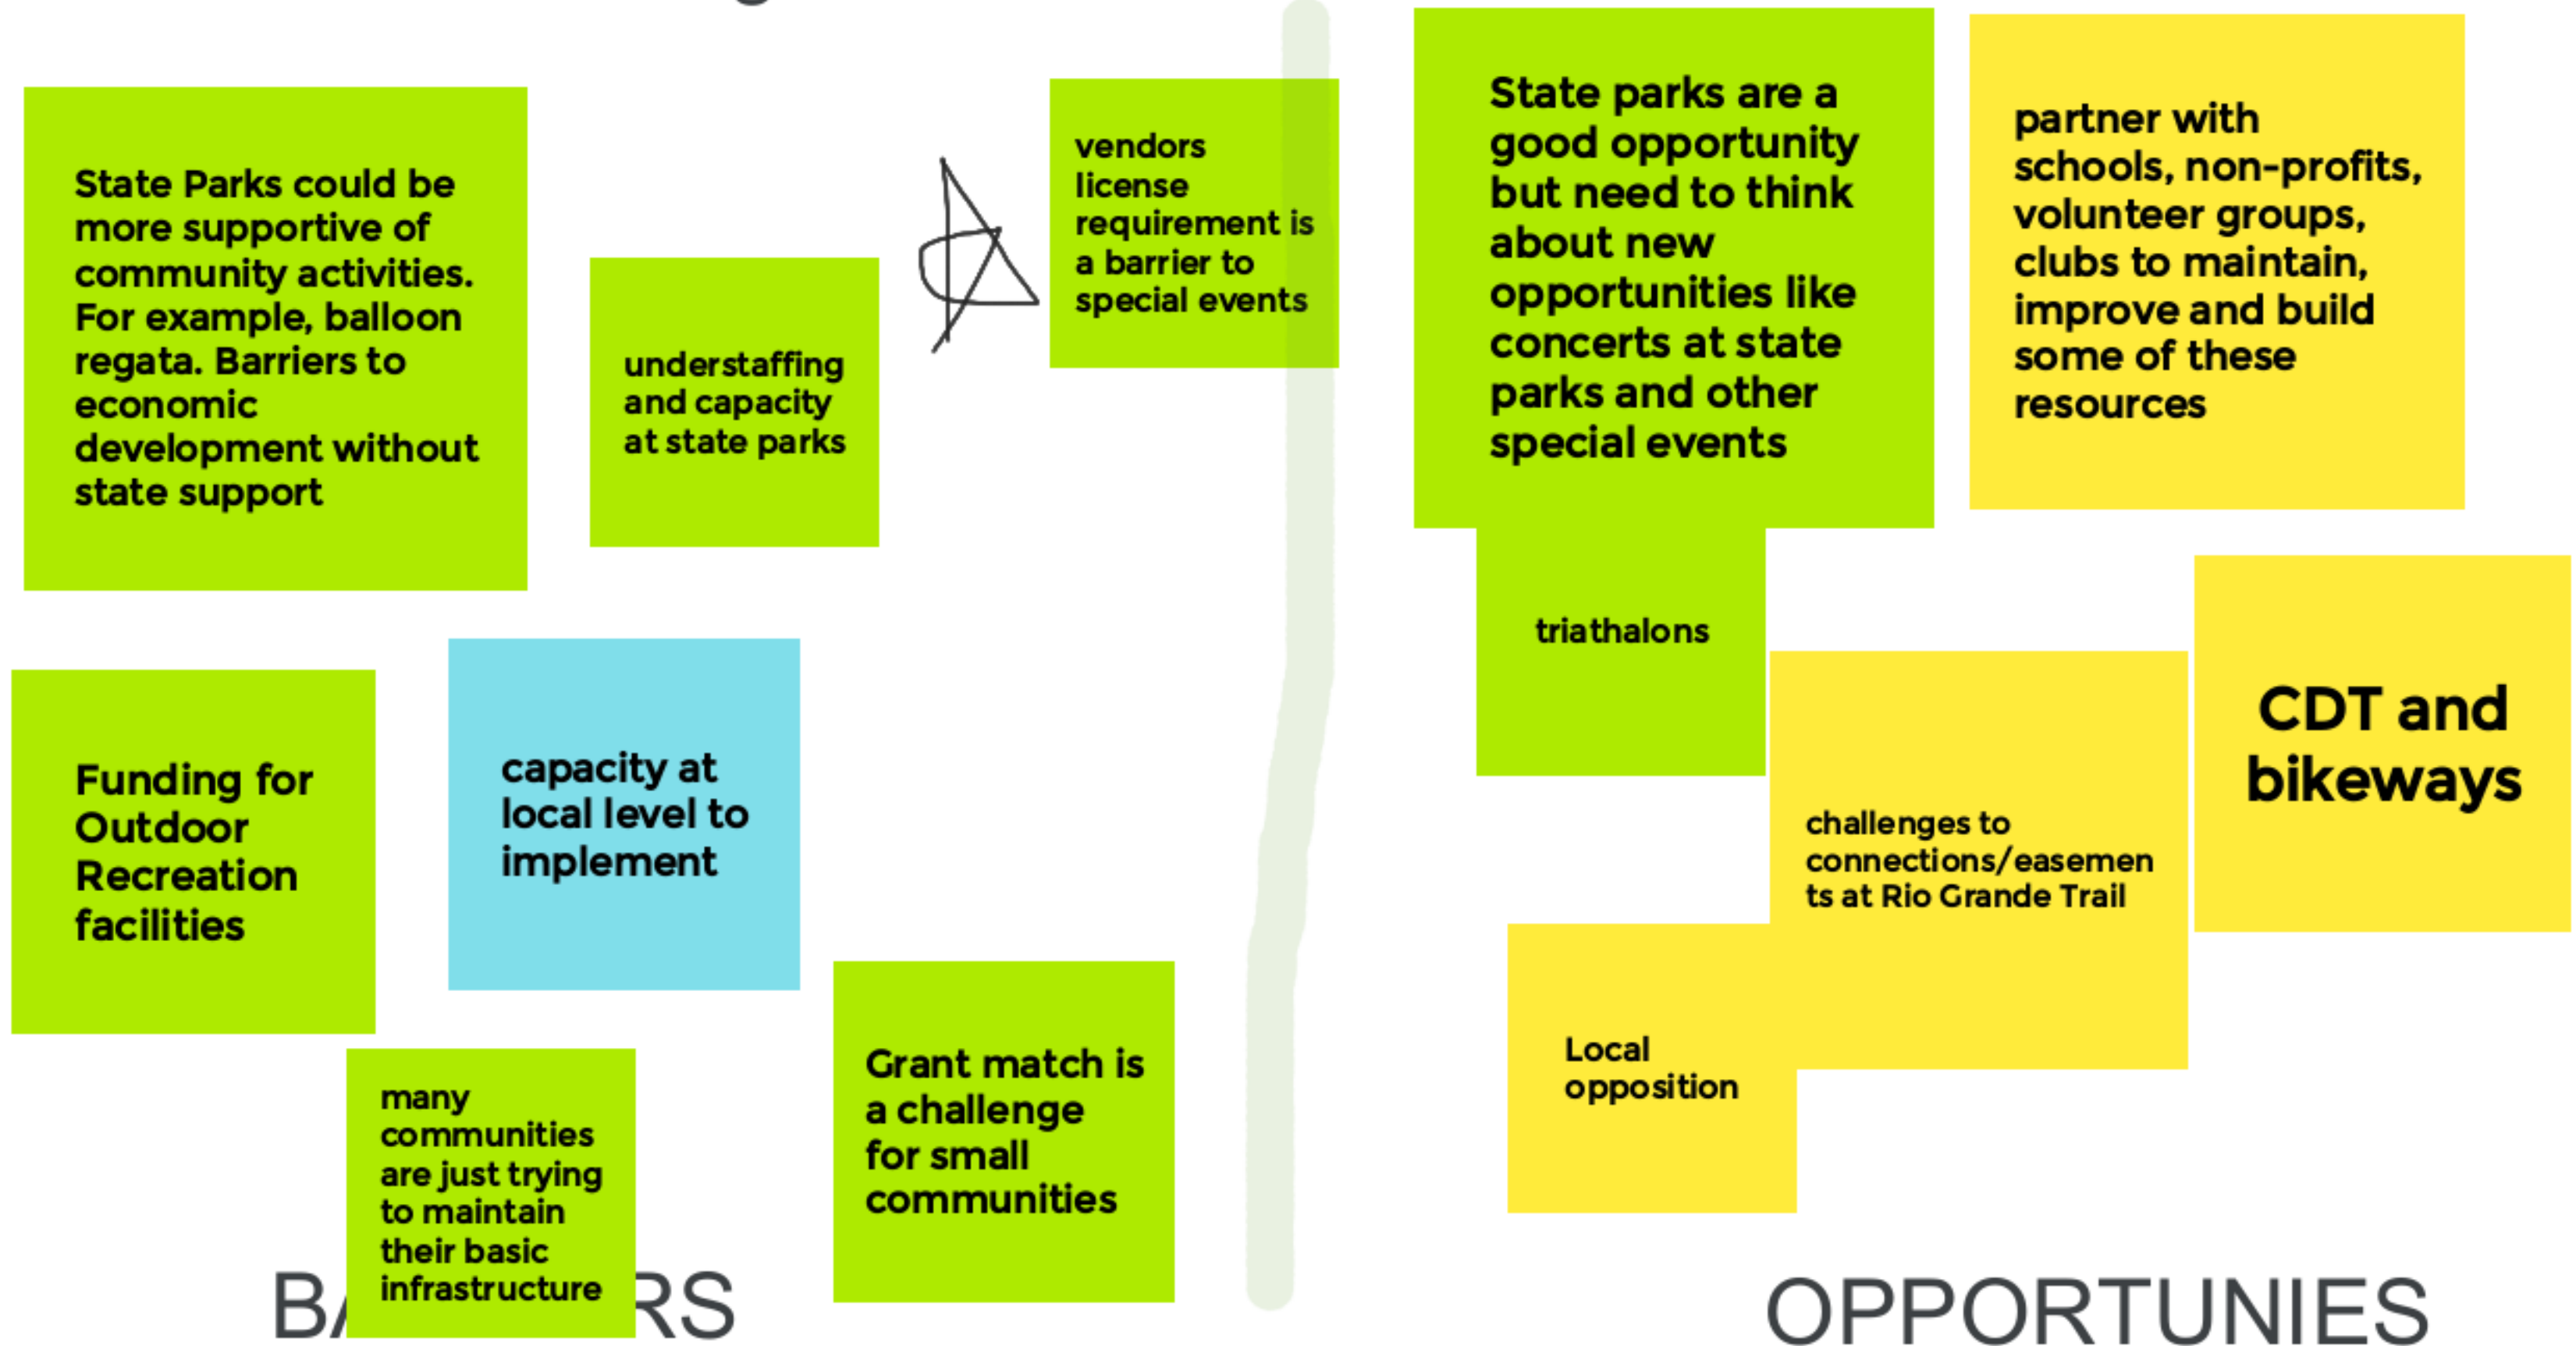 State Parks could be
more supportive of
community activities.
For example, balloon
regata. Barriers to
economic
development without
state support
understaffing
and capacity
at state parks
vendors
license
requirement is
a barrier to
special events
Funding for
Outdoor
Recreation
facilities
capacity at
local level to
implement
many
communities
are just trying
to maintain
their basic
infrastructure
Grant match is
a challenge
for small
communities
State parks are a
good opportunity
but need to think
about new
opportunities like
concerts at state
parks and other
special events
partner with
schools, non-profits,
volunteer groups,
clubs to maintain,
improve and build
some of these
resources
triathalons
CDT and
bikeways
challenges to
connections/easemen
ts at Rio Grande Trail
Local
opposition
OPPORTUNIES